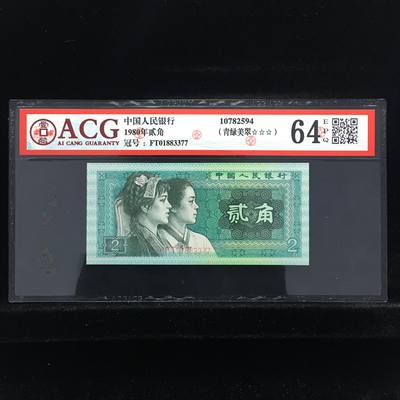 ACG
AI CANG GUARANTY
中国人民银行
1980年贰角
冠号：FT01883377
10782594
（青绿美翠☆☆☆）
64
EPQ
中国人民银行
贰角
2
2